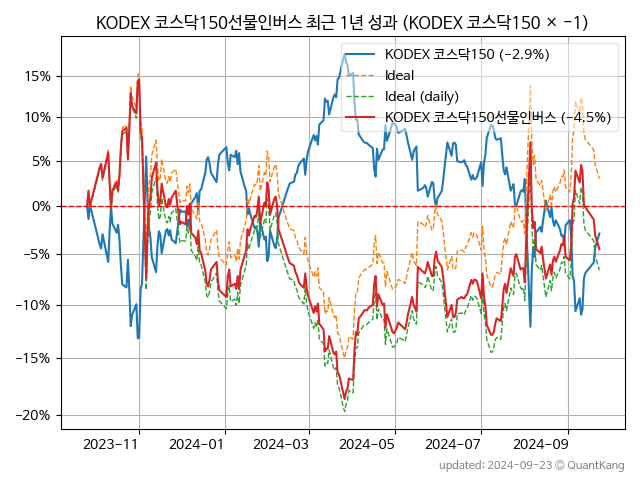 KODEX 코스닥150선물인버스 최근 1년 성과 (KODEX 코스닥150 × −1)
KODEX 코스닥150 (−2.9%)
Ideal
Ideal (daily)
KODEX 코스닥150선물인버스 (−4.5%)
15%
10%
5%
0%
−5%
−10%
−15%
−20%
2023-11
2024-01
2024-03
2024-05
2024-07
2024-09
updated: 2024-09-23 © QuantKang